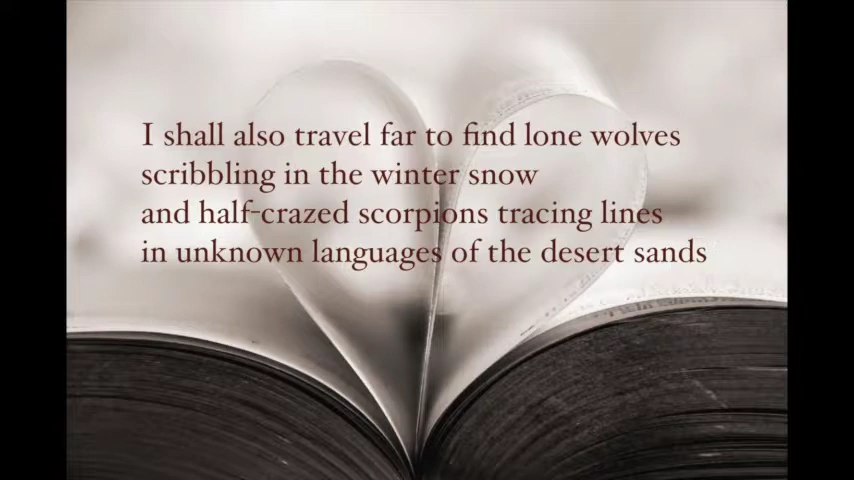 I shall also travel far to find lone wolves
scribbling in the winter snow
and half-crazed scorpions tracing lines
in unknown languages of the desert sands